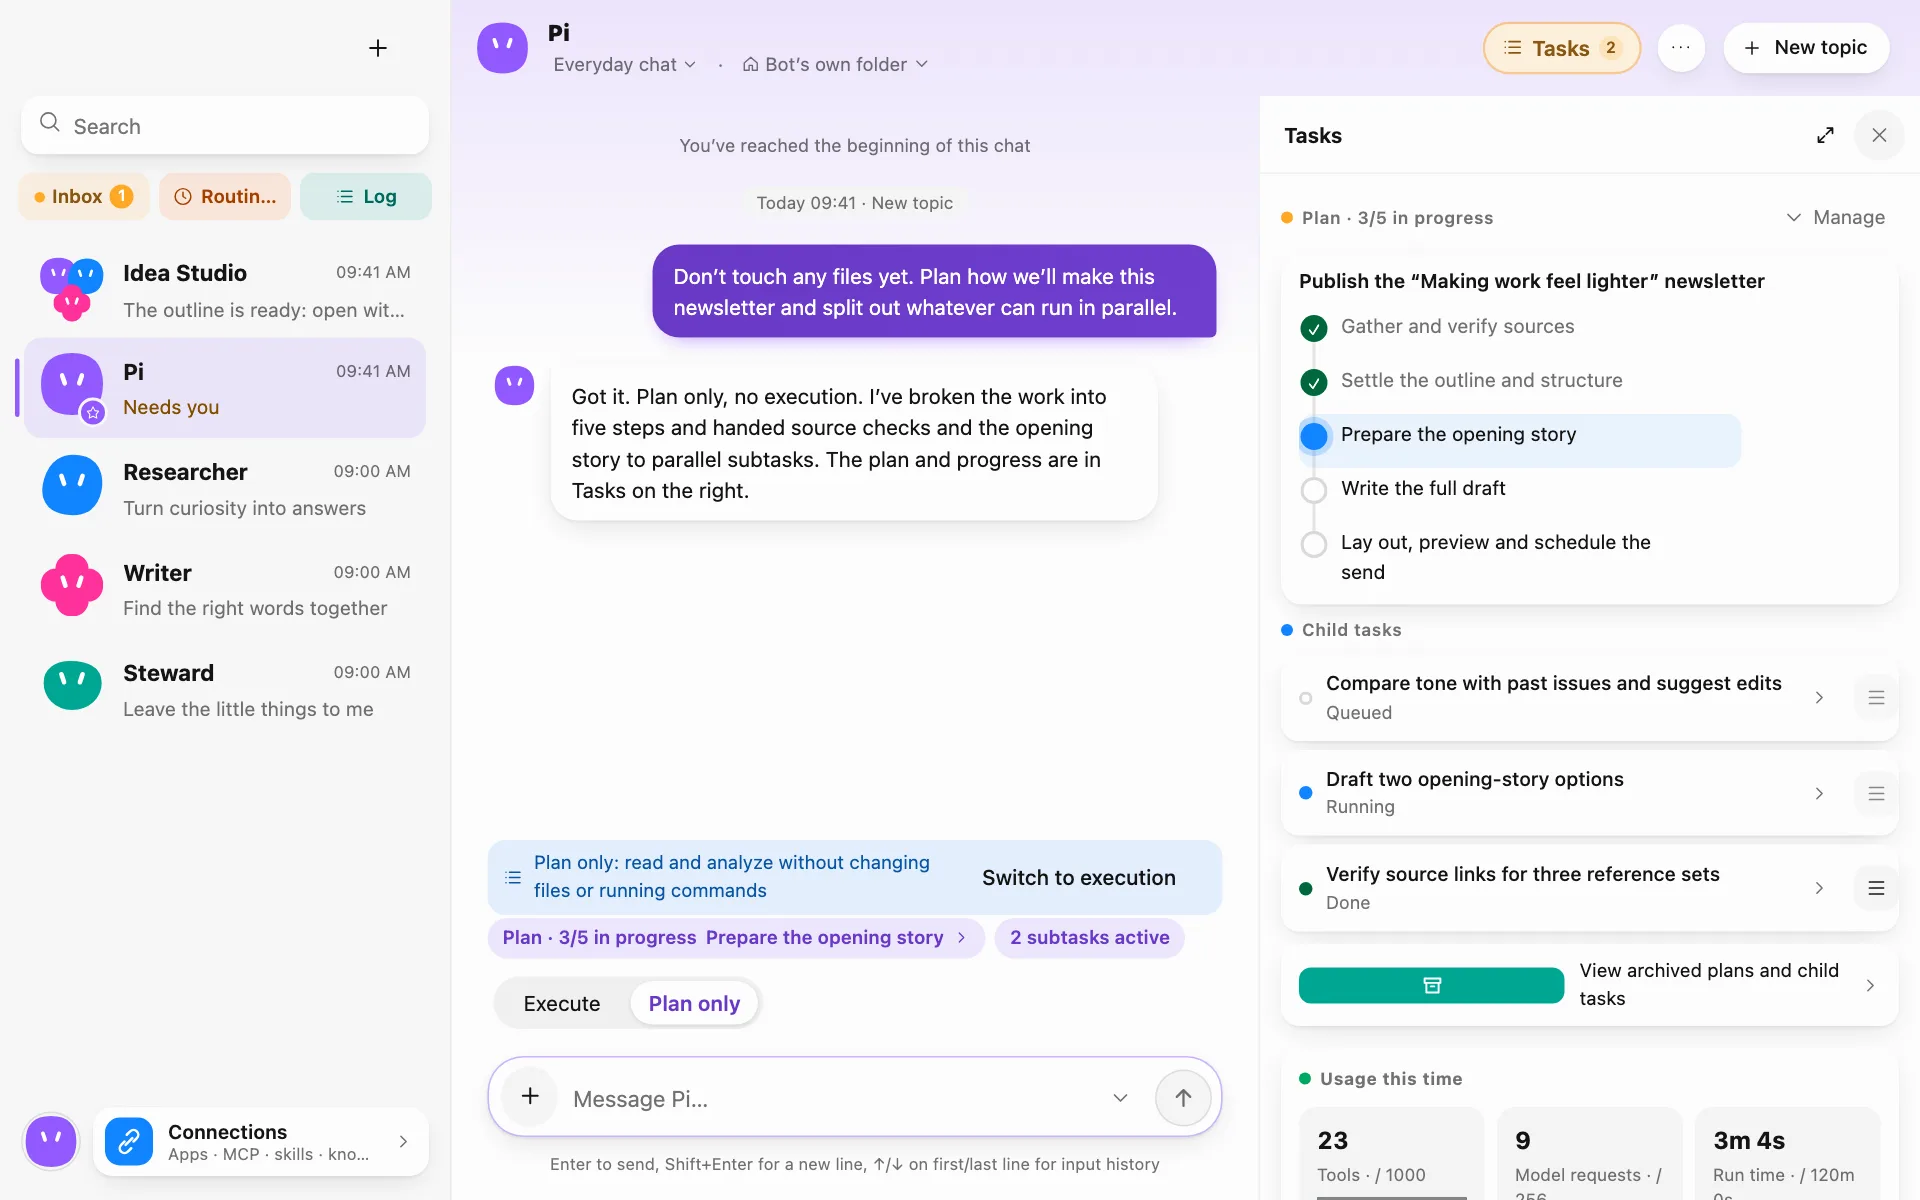 Search
Inbox 1
Routin...
Log
Idea Studio 09:41 AM
The outline is ready: open wit...
Pi 09:41 AM
Needs you
Researcher 09:00 AM
Turn curiosity into answers
Writer 09:00 AM
Find the right words together
Steward 09:00 AM
Leave the little things to me
Connections
Apps · MCP · skills · kno...
Pi
Everyday chat · Bot’s own folder
Tasks 2
New topic
You’ve reached the beginning of this chat
Today 09:41 · New topic
Don’t touch any files yet. Plan how we’ll make this
newsletter and split out whatever can run in parallel.
Got it. Plan only, no execution. I’ve broken the work into
five steps and handed source checks and the opening
story to parallel subtasks. The plan and progress are in
Tasks on the right.
Plan only: read and analyze without changing
files or running commands
Switch to execution
Plan · 3/5 in progress Prepare the opening story
2 subtasks active
Execute
Plan only
Message Pi...
Enter to send, Shift+Enter for a new line, ↑/↓ on first/last line for input history
Tasks
Plan · 3/5 in progress
Manage
Publish the “Making work feel lighter” newsletter
Gather and verify sources
Settle the outline and structure
Prepare the opening story
Write the full draft
Lay out, preview and schedule the
send
Child tasks
Compare tone with past issues and suggest edits
Queued
Draft two opening-story options
Running
Verify source links for three reference sets
Done
View archived plans and child
tasks
Usage this time
23
Tools · / 1000
9
Model requests · /
256
3m 4s
Run time · / 120m
0s